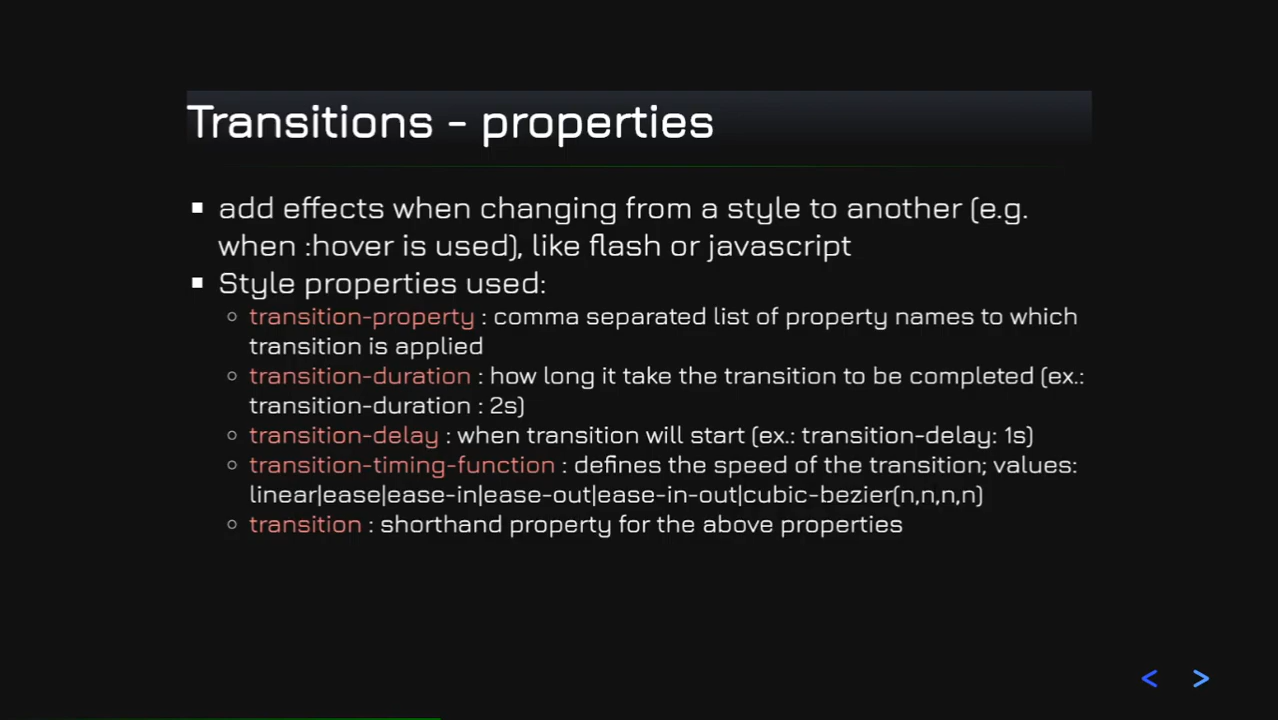 Transitions - properties
▪ add effects when changing from a style to another (e.g.
when :hover is used), like flash or javascript
▪ Style properties used:
○ transition-property : comma separated list of property names to which
transition is applied
○ transition-duration : how long it take the transition to be completed (ex.:
transition-duration : 2s)
○ transition-delay : when transition will start (ex.: transition-delay: 1s)
○ transition-timing-function : defines the speed of the transition; values:
linear|ease|ease-in|ease-out|ease-in-out|cubic-bezier(n,n,n,n)
○ transition : shorthand property for the above properties
< >